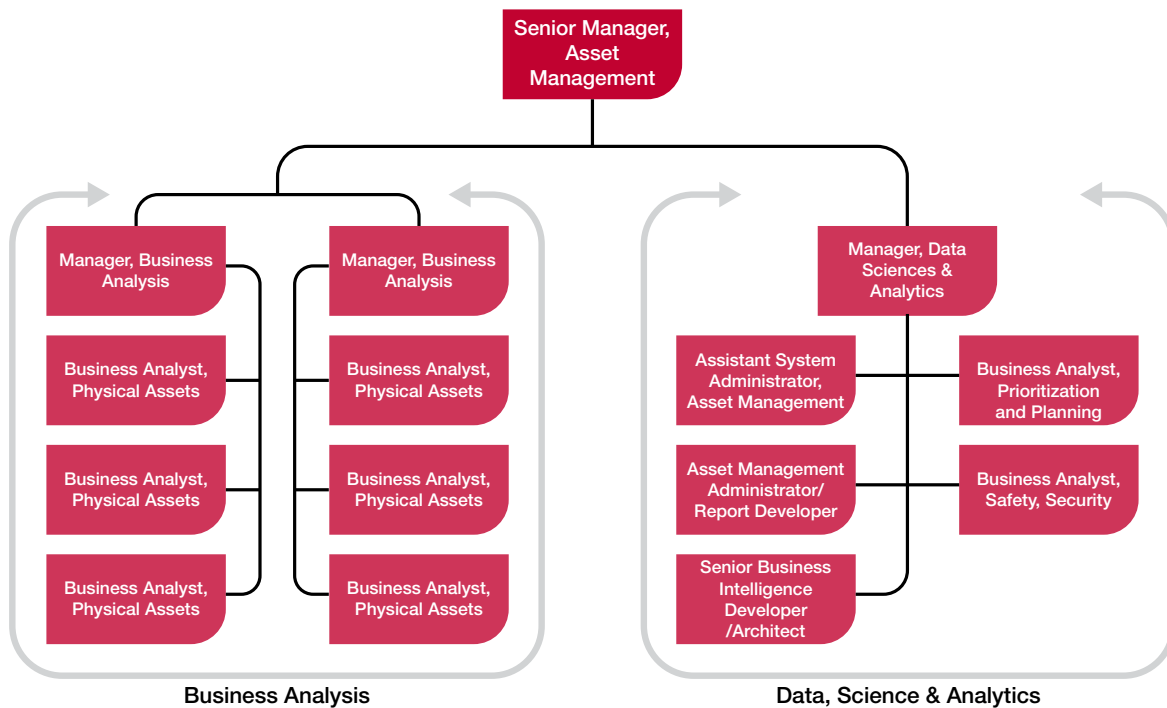 Senior Manager,
Asset
Management
Manager, Business
Analysis
Business Analyst,
Physical Assets
Business Analyst,
Physical Assets
Business Analyst,
Physical Assets
Manager, Business
Analysis
Business Analyst,
Physical Assets
Business Analyst,
Physical Assets
Business Analyst,
Physical Assets
Business Analysis
Manager, Data
Sciences &
Analytics
Assistant System
Administrator,
Asset Management
Business Analyst,
Prioritization
and Planning
Asset Management
Administrator/
Report Developer
Business Analyst,
Safety, Security
Senior Business
Intelligence
Developer
/Architect
Data, Science & Analytics